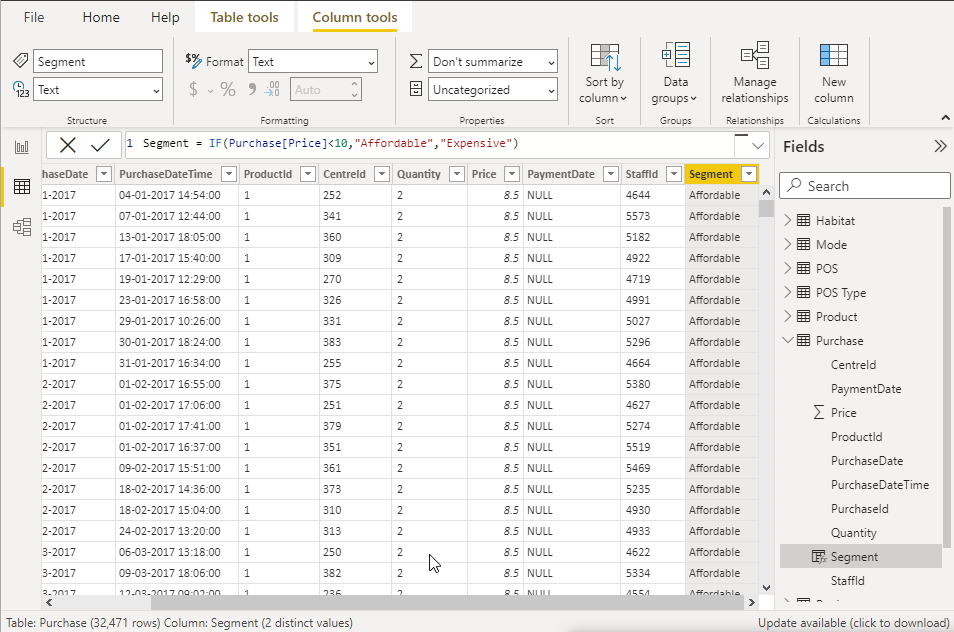 File Home Help Table tools Column tools
Segment $% Format Text Σ Don't summarize
123 Text $ % 9 .00 Auto Uncategorized
Sort by column Data groups Manage relationships New column
Structure Formatting Properties Sort Groups Relationships Calculations
1 Segment = IF(Purchase[Price]<10,"Affordable","Expensive")
haseDate PurchaseDateTime ProductId CentreId Quantity Price PaymentDate StaffId Segment
1-2017 04-01-2017 14:54:00 1 252 2 8.5 NULL 4644 Affordable
1-2017 07-01-2017 12:44:00 1 341 2 8.5 NULL 5573 Affordable
1-2017 13-01-2017 18:05:00 1 360 2 8.5 NULL 5182 Affordable
1-2017 17-01-2017 15:40:00 1 309 2 8.5 NULL 4922 Affordable
1-2017 19-01-2017 12:29:00 1 270 2 8.5 NULL 4719 Affordable
1-2017 23-01-2017 16:58:00 1 326 2 8.5 NULL 4991 Affordable
1-2017 29-01-2017 10:26:00 1 331 2 8.5 NULL 5027 Affordable
1-2017 30-01-2017 18:24:00 1 383 2 8.5 NULL 5296 Affordable
1-2017 31-01-2017 16:34:00 1 255 2 8.5 NULL 4664 Affordable
2-2017 01-02-2017 16:55:00 1 375 2 8.5 NULL 5380 Affordable
2-2017 01-02-2017 17:06:00 1 251 2 8.5 NULL 4627 Affordable
2-2017 01-02-2017 17:41:00 1 379 2 8.5 NULL 5274 Affordable
2-2017 01-02-2017 16:37:00 1 351 2 8.5 NULL 5519 Affordable
2-2017 09-02-2017 15:51:00 1 361 2 8.5 NULL 5469 Affordable
2-2017 18-02-2017 14:36:00 1 373 2 8.5 NULL 5235 Affordable
2-2017 18-02-2017 15:04:00 1 310 2 8.5 NULL 4930 Affordable
2-2017 24-02-2017 13:20:00 1 313 2 8.5 NULL 4933 Affordable
3-2017 06-03-2017 13:18:00 1 250 2 8.5 NULL 4622 Affordable
3-2017 09-03-2017 18:06:00 1 382 2 8.5 NULL 5334 Affordable
3-2017 12-03-2017 09:02:00 1 236 2 8.5 NULL 4554 Affordable
Fields
Search
Habitat
Mode
POS
POS Type
Product
Purchase
CentreId
PaymentDate
Σ Price
ProductId
PurchaseDate
PurchaseDateTime
PurchaseId
Quantity
Segment
StaffId
Table: Purchase (32,471 rows) Column: Segment (2 distinct values) Update available (click to download)